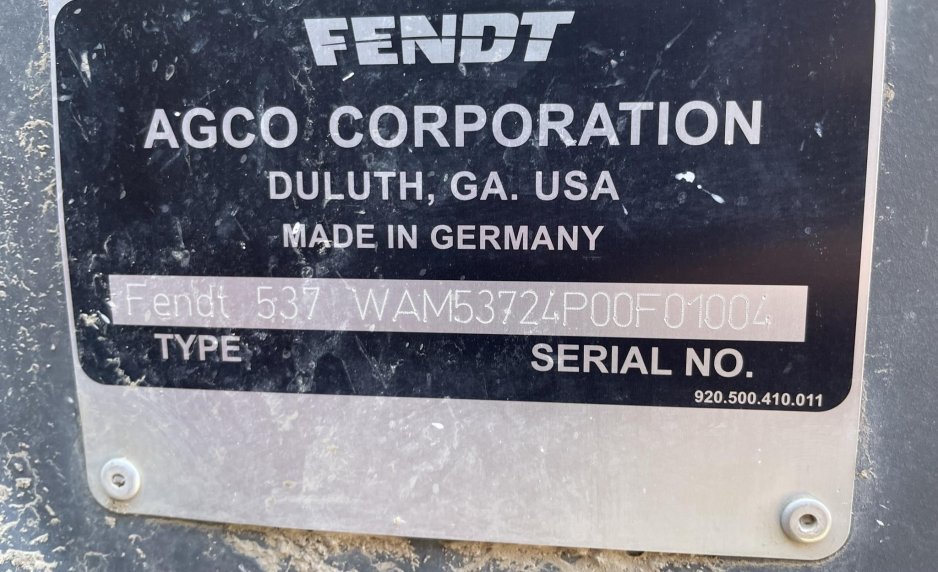 FENDT
AGCO CORPORATION
DULUTH, GA. USA
MADE IN GERMANY
Fendt 537 WAM53724P00F01004
TYPE SERIAL NO.
920.500.410.011